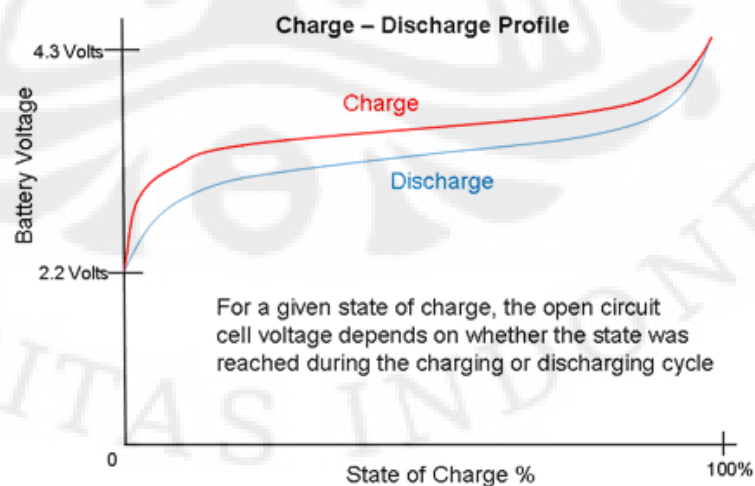 Charge – Discharge Profile
4.3 Volts
Charge
Battery Voltage
Discharge
2.2 Volts
For a given state of charge, the open circuit
cell voltage depends on whether the state was
reached during the charging or discharging cycle
0
100%
State of Charge %
ITAS INDONE